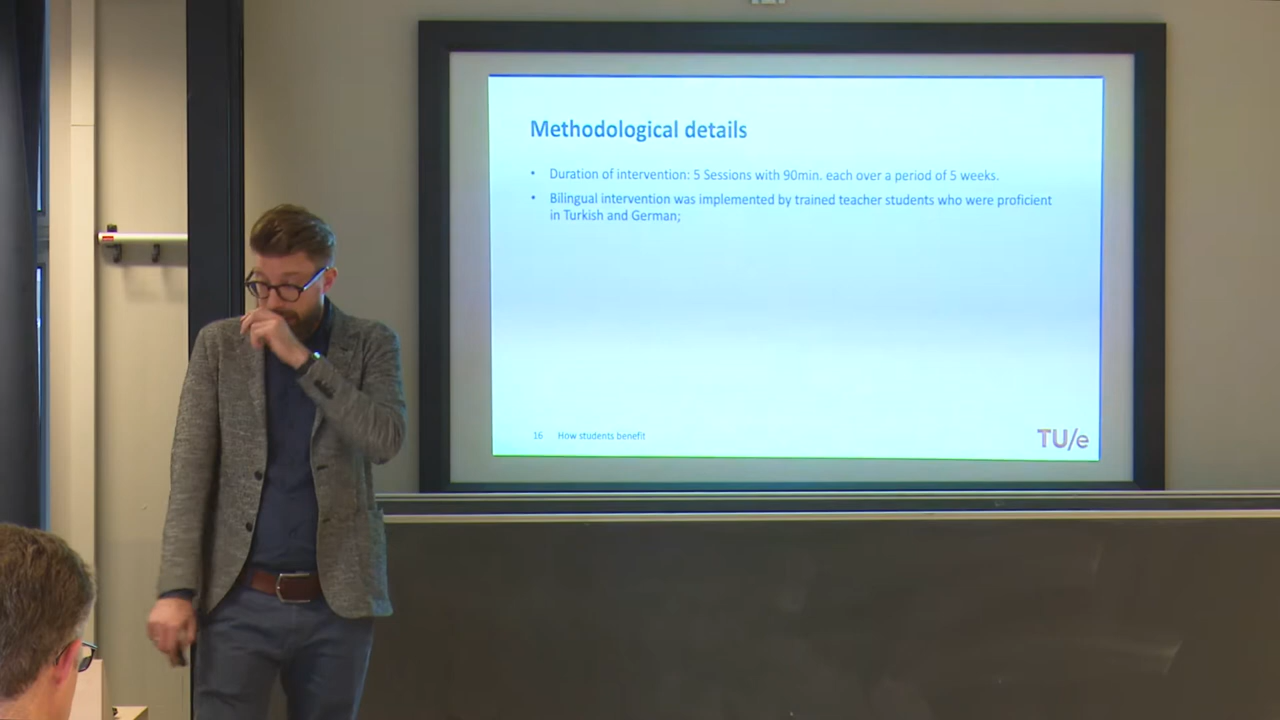 Methodological details
• Duration of intervention: 5 Sessions with 90min. each over a period of 5 weeks.
• Bilingual intervention was implemented by trained teacher students who were proficient
in Turkish and German;
16 How students benefit
TU/e